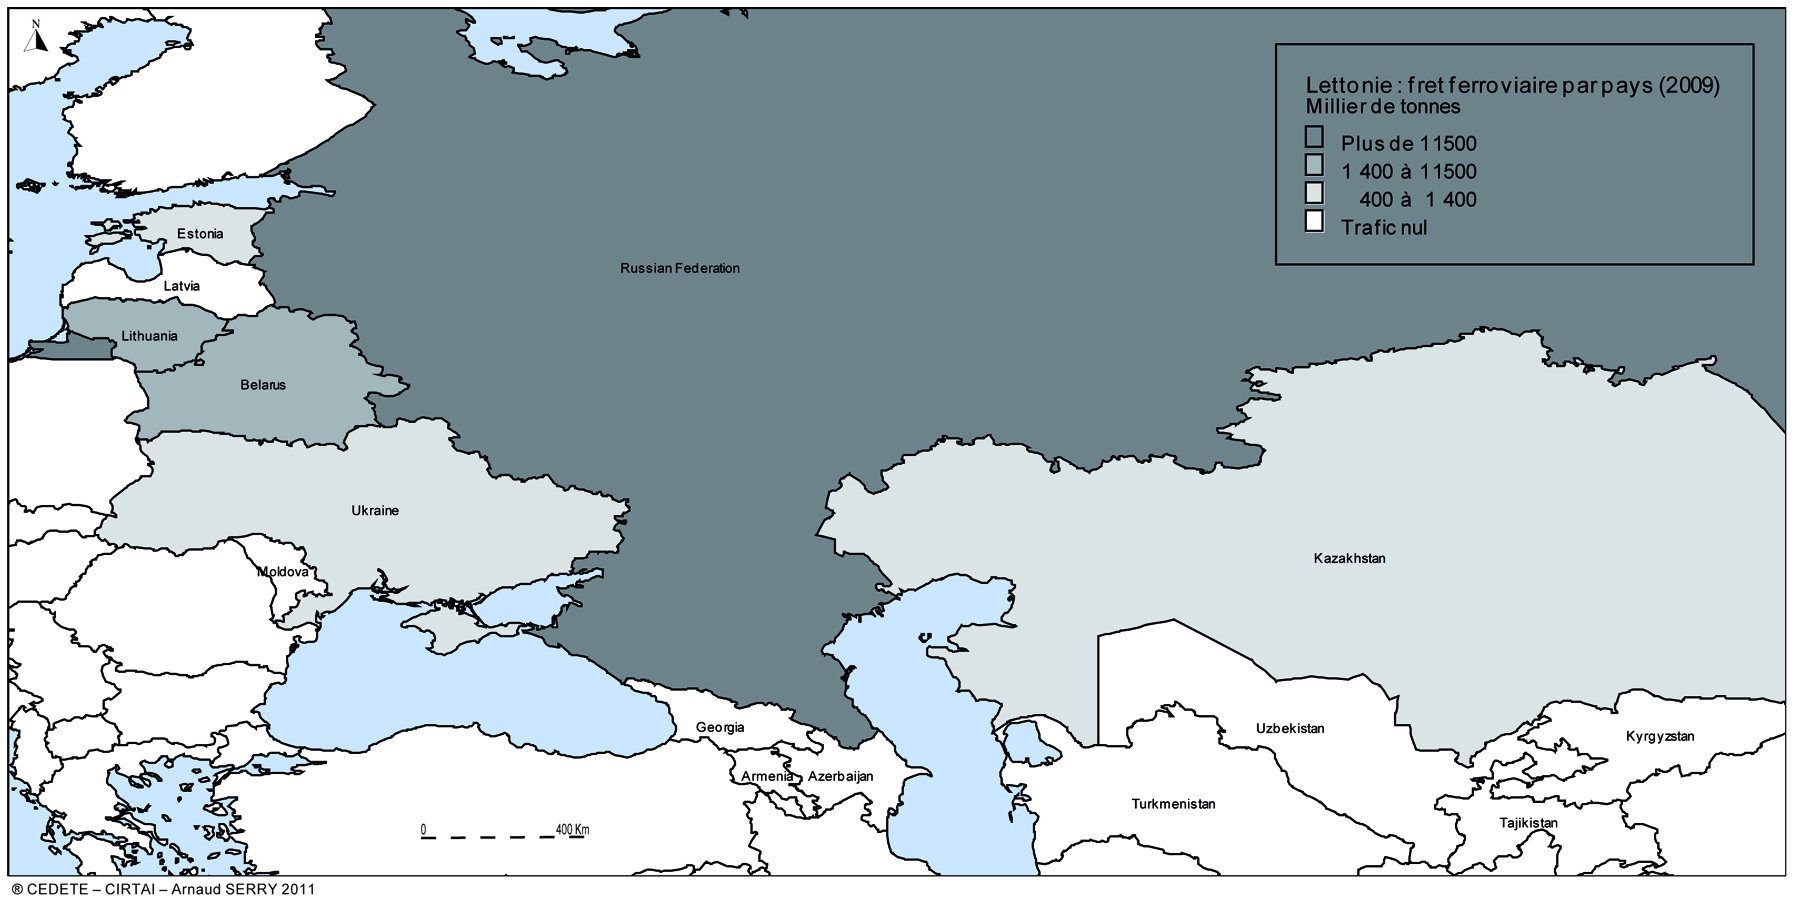 N
Lettonie : fret ferroviaire par pays (2009)
Millier de tonnes
Plus de 11500
1 400 à 11500
400 à 1 400
Trafic nul
Estonia
Russian Federation
Latvia
Lithuania
Belarus
Ukraine
Kazakhstan
Moldova
Georgia
Uzbekistan
Kyrgyzstan
Armenia
Azerbaijan
Turkmenistan
Tajikistan
0 400 Km
® CEDETE – CIRTAI – Arnaud SERRY 2011